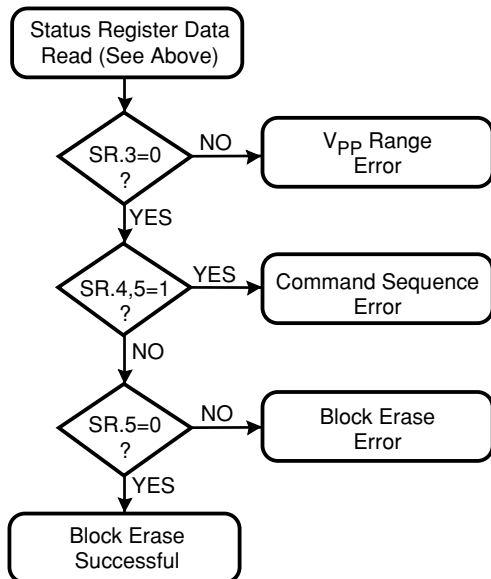 Status Register Data
Read (See Above)
SR.3=0
?
NO
VPP Range
Error
YES
SR.4,5=1
?
YES
Command Sequence
Error
NO
SR.5=0
?
NO
Block Erase
Error
YES
Block Erase
Successful